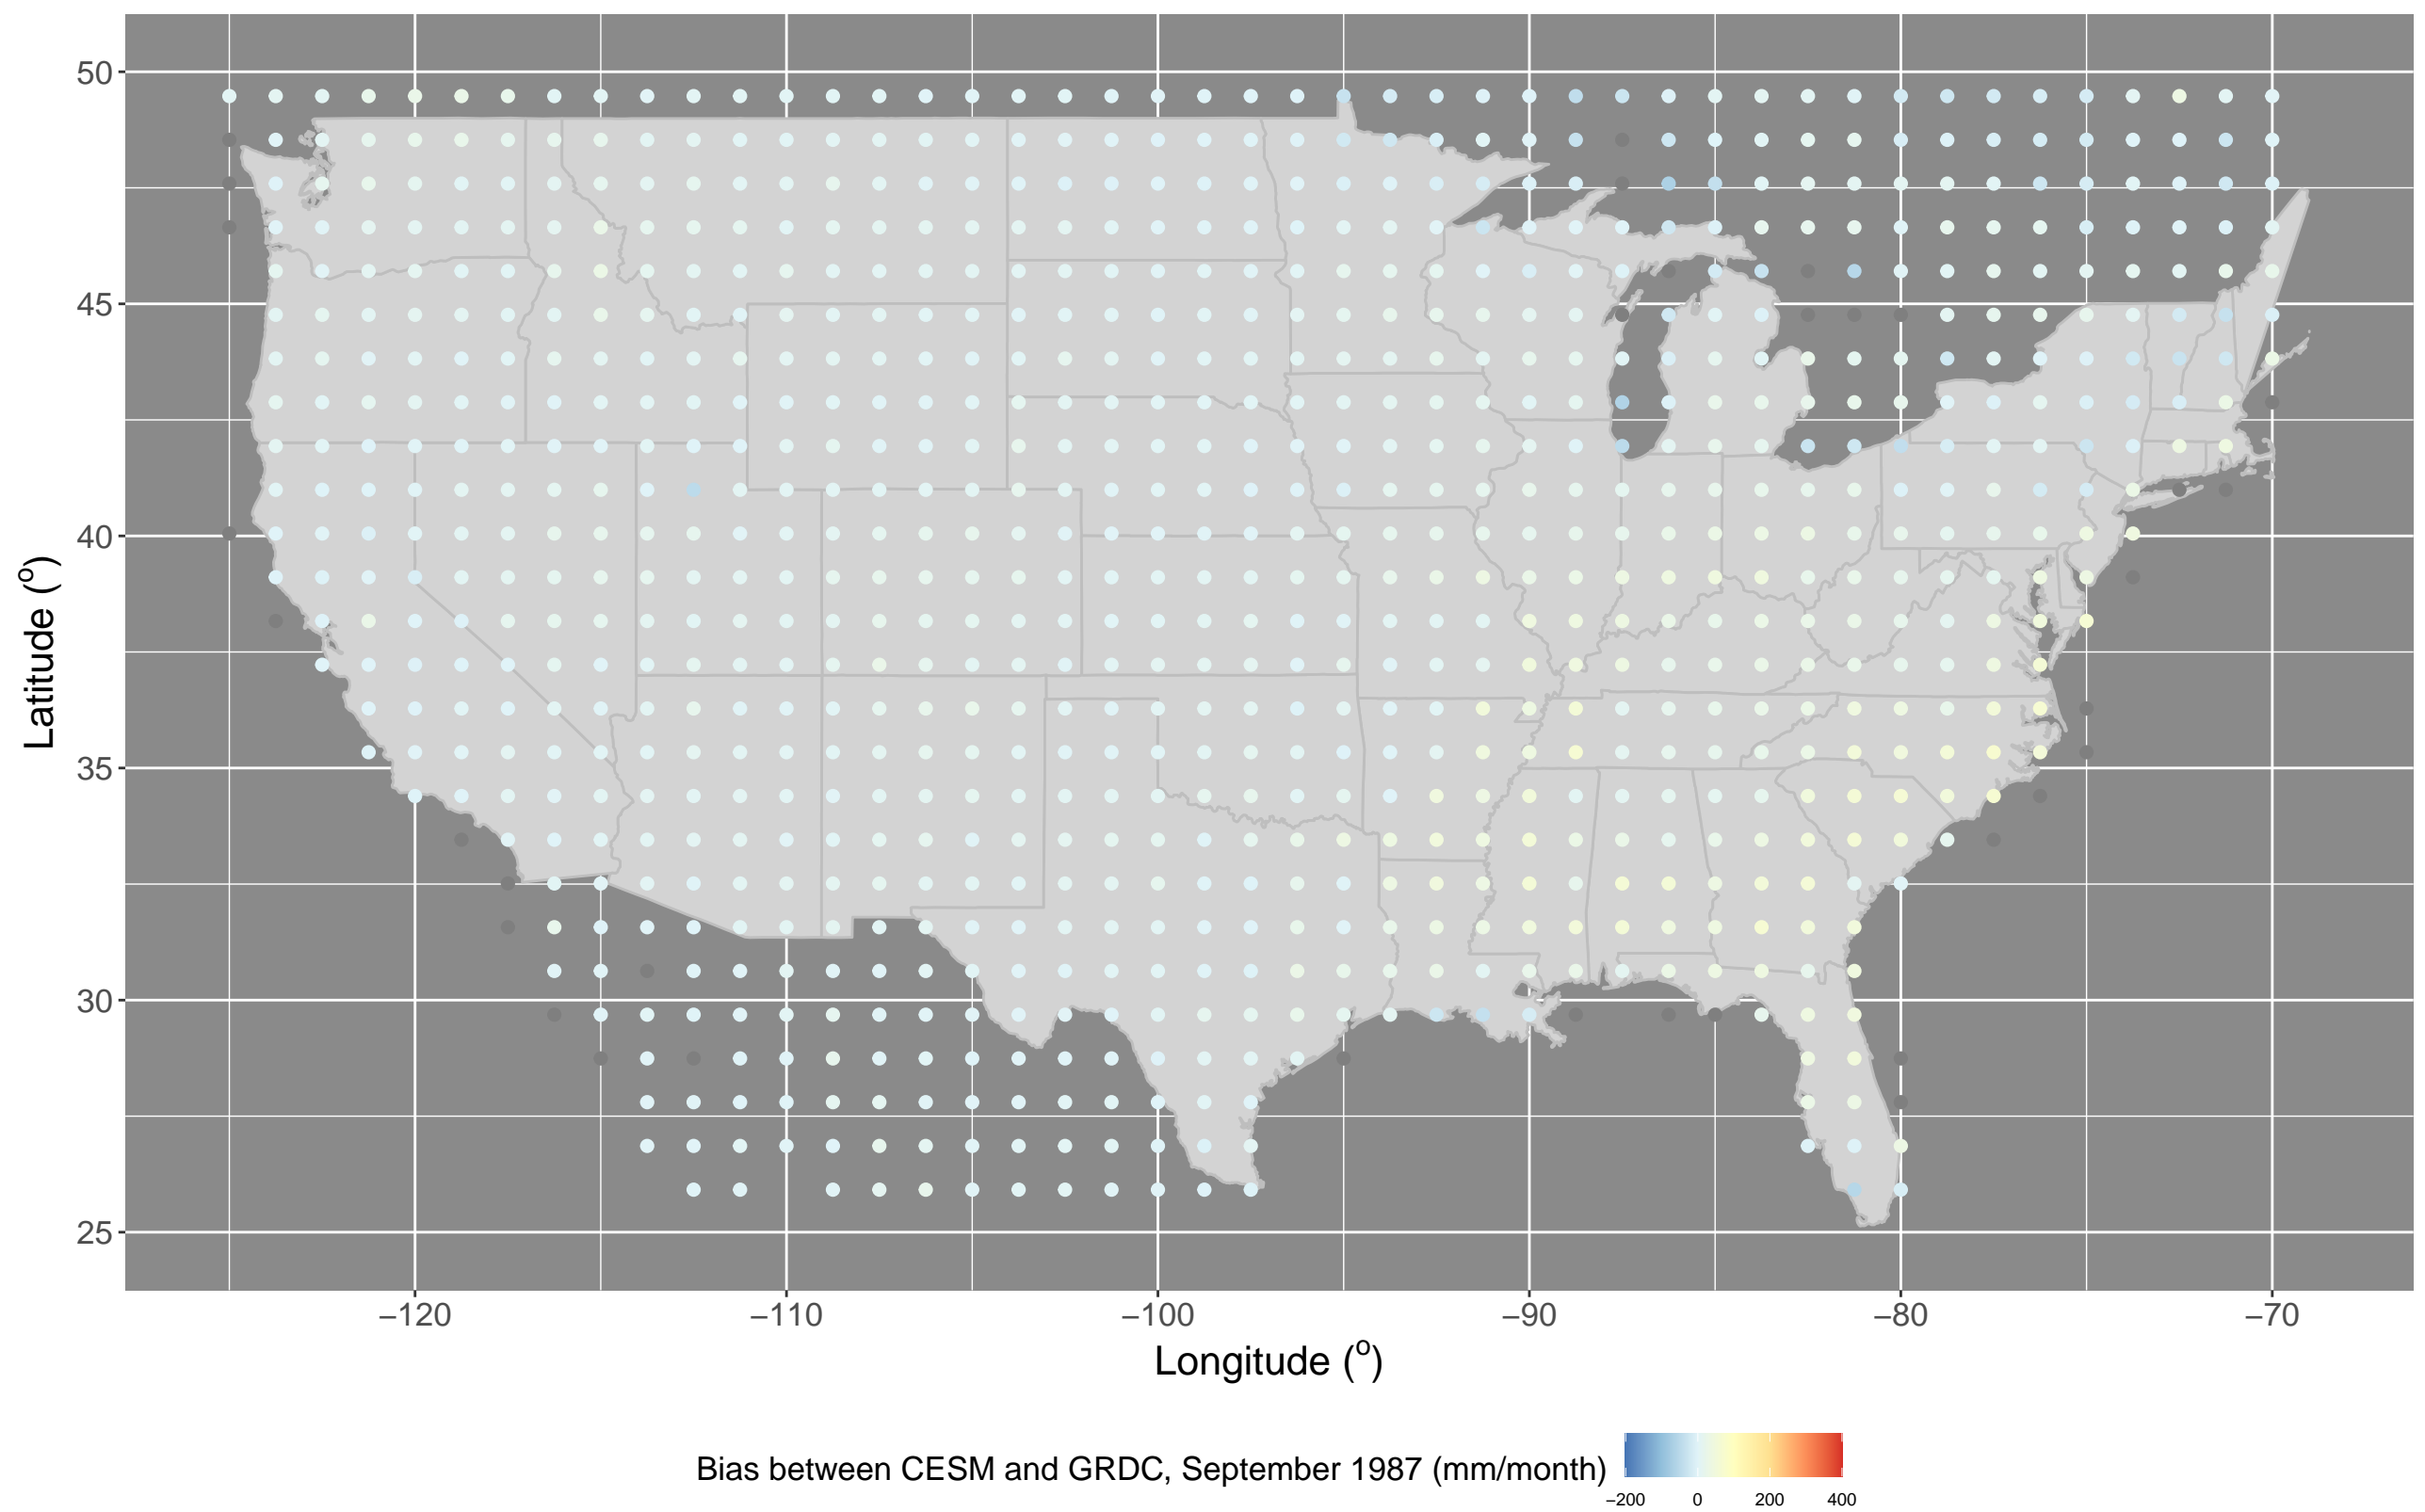 50
45
40
35
30
25
Latitude (º)
−120 −110 −100 −90 −80 −70
Longitude (º)
Bias between CESM and GRDC, September 1987 (mm/month)
−200 0 200 400